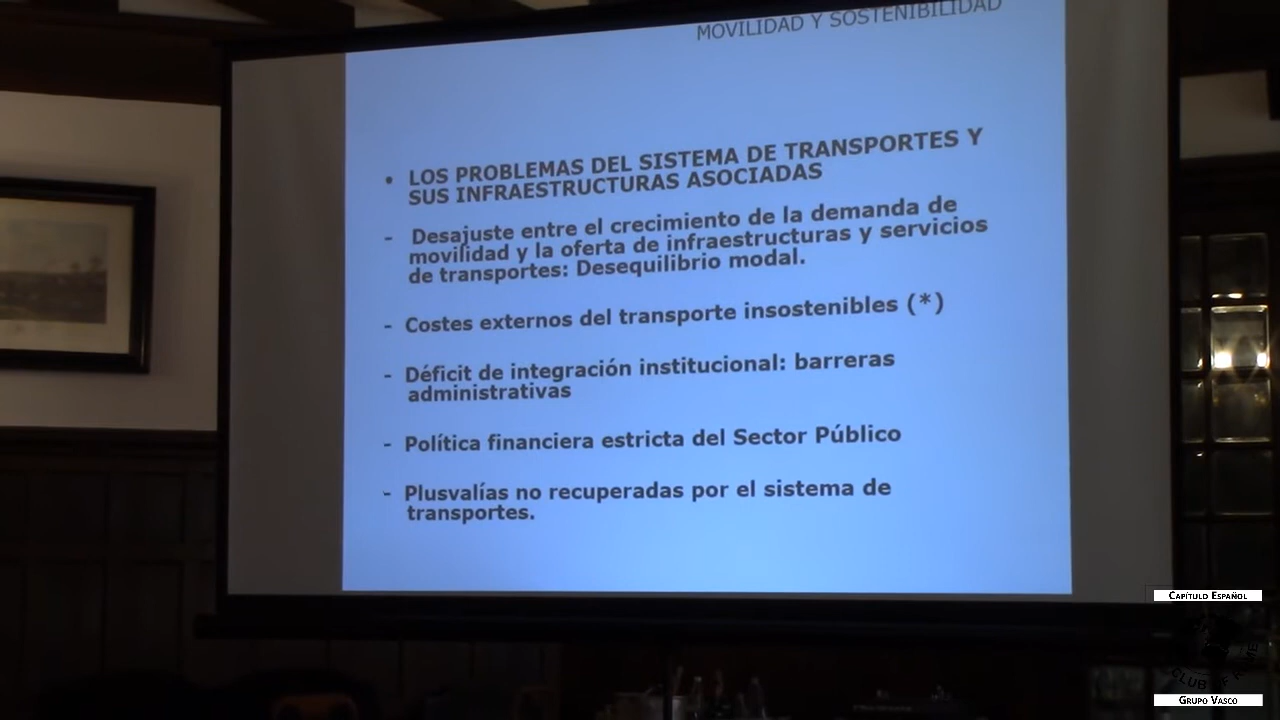 MOVILIDAD Y SOSTENIBILIDAD
• LOS PROBLEMAS DEL SISTEMA DE TRANSPORTES Y
SUS INFRAESTRUCTURAS ASOCIADAS
- Desajuste entre el crecimiento de la demanda de
movilidad y la oferta de infraestructuras y servicios
de transportes: Desequilibrio modal.
- Costes externos del transporte insostenibles (*)
- Déficit de integración institucional: barreras
administrativas
- Política financiera estricta del Sector Público
- Plusvalías no recuperadas por el sistema de
transportes.
Capítulo Español
CLUB OF ROME
Grupo Vasco